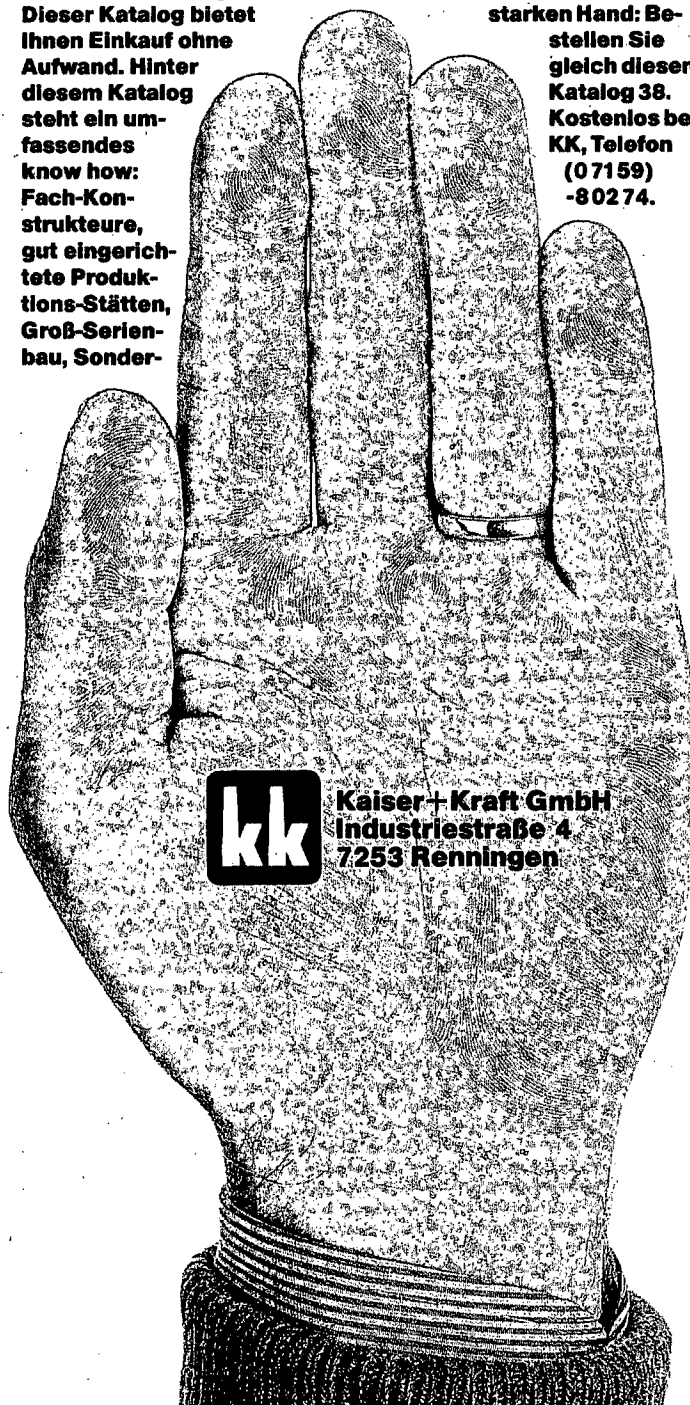 Dieser Katalog bietet
Ihnen Einkauf ohne
Aufwand. Hinter
diesem Katalog
steht ein um-
fassendes
know how:
Fach-Kon-
strukteure,
gut eingerich-
tete Produk-
tions-Stätten,
Groß-Serien-
bau, Sonder-
starken Hand: Be-
stellen Sie
gleich diesen
Katalog 38.
Kostenlos be
KK, Telefon
(07159)
-80274.
kk
Kaiser+Kraft GmbH
Industriestraße 4
7253 Renningen